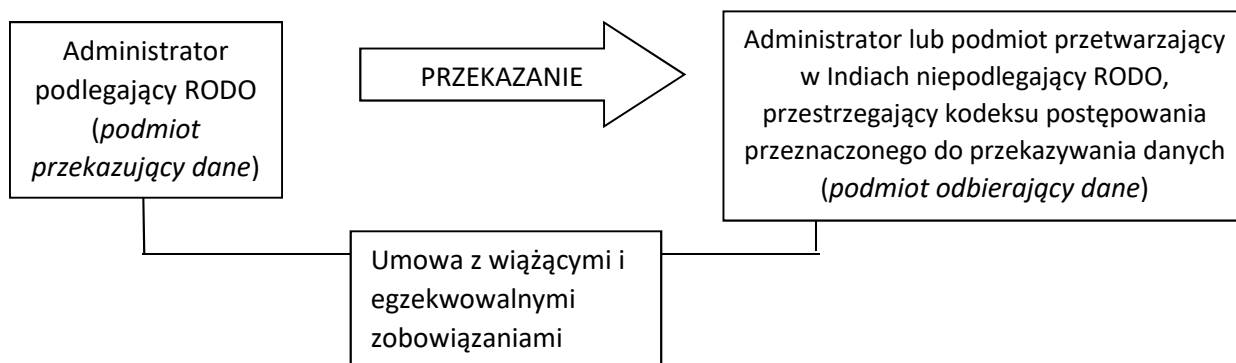 Administrator
podlegający RODO
(podmiot
przekazujący dane)
PRZEKAZANIE
Administrator lub podmiot przetwarzający
w Indiach niepodlegający RODO,
przestrzegający kodeksu postępowania
przeznaczonego do przekazywania danych
(podmiot odbierający dane)
Umowa z wiążącymi i
egzekwowalnymi
zobowiązaniami